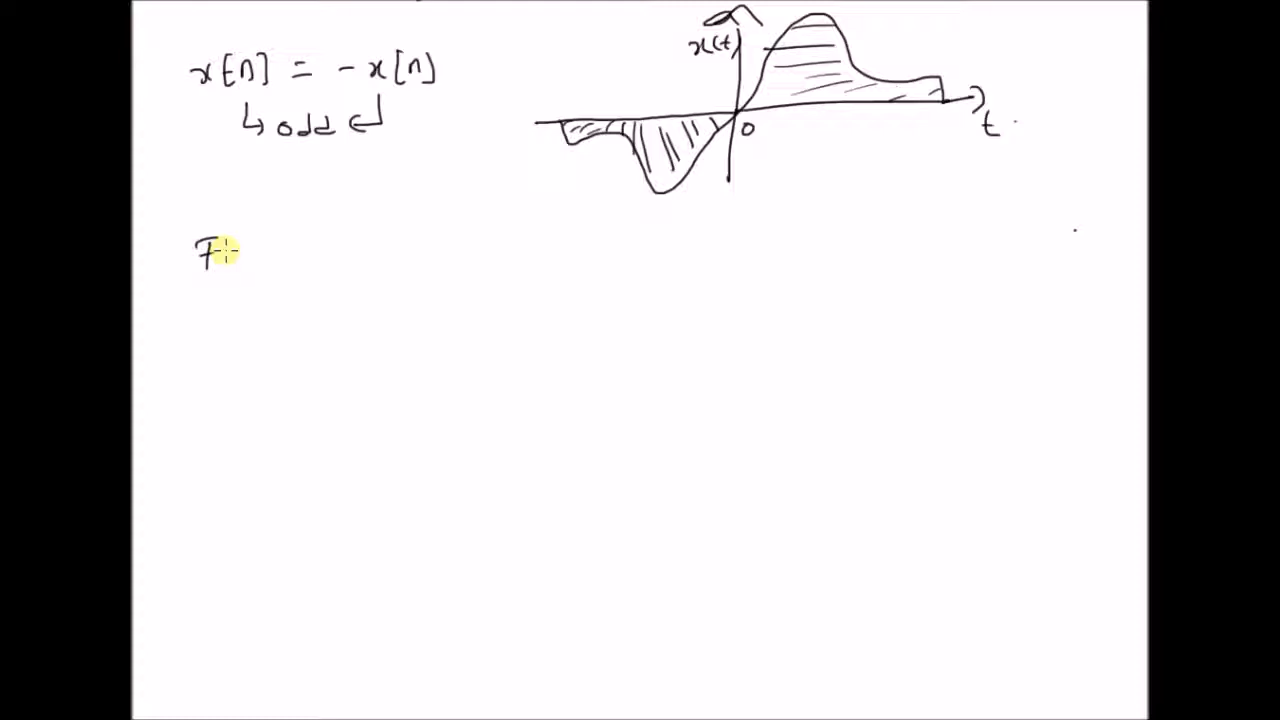 x[-n] = -x[n]
↳ odd ↲
x(t)
0
t
F